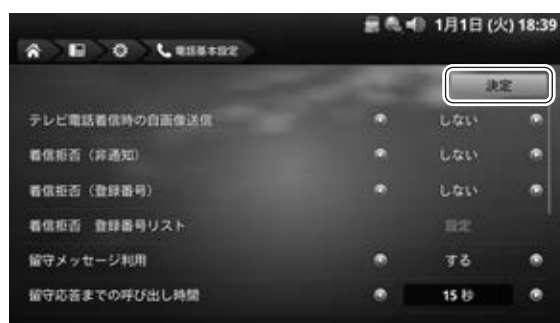 1月1日 (火) 18:39
電話基本設定
決定
テレビ電話着信時の自画像送信 しない
着信拒否（非通知） しない
着信拒否（登録番号） しない
着信拒否 登録番号リスト 設定
留守メッセージ利用 する
留守応答までの呼び出し時間 15 秒